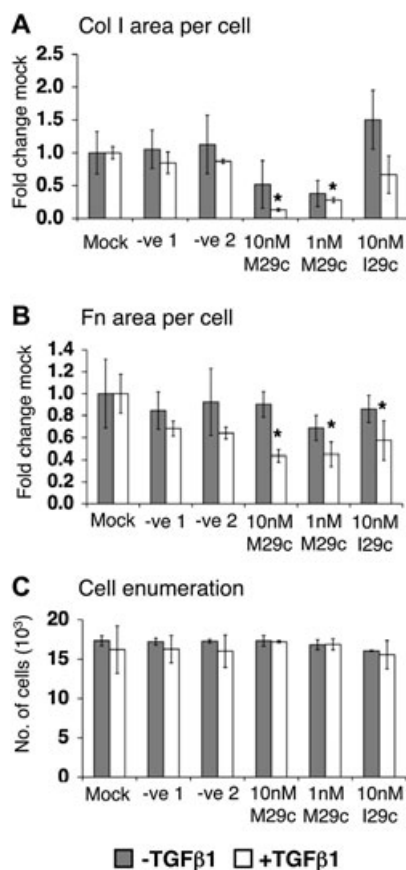 A Col I area per cell
Fold change mock
2.5
2.0
1.5
1.0
0.5
0.0
* *
Mock -ve 1 -ve 2 10nM 1nM 10nM
M29c M29c I29c
B Fn area per cell
Fold change mock
1.4
1.2
1.0
0.8
0.6
0.4
0.2
0.0
* * *
Mock -ve 1 -ve 2 10nM 1nM 10nM
M29c M29c I29c
C Cell enumeration
No. of cells (10³)
20
15
10
5
0
Mock -ve 1 -ve 2 10nM 1nM 10nM
M29c M29c I29c
-TGFβ1 +TGFβ1